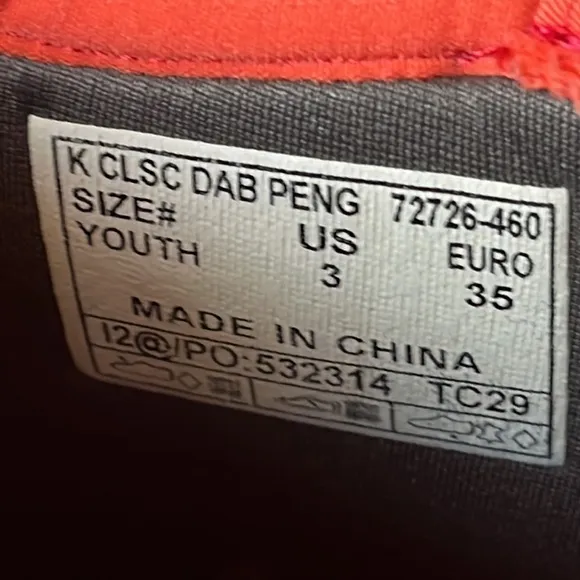 K CLSC DAB PENG 72726-460
SIZE# US EURO
YOUTH 3 35
MADE IN CHINA
I2@/PO:532314 TC29